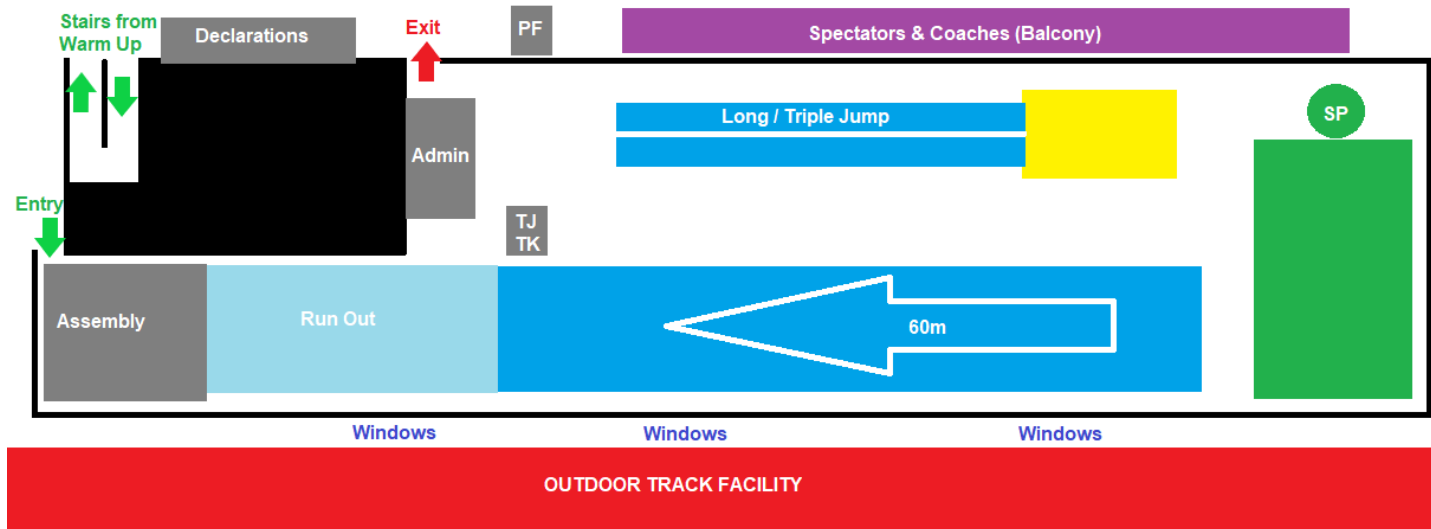 Stairs from
Warm Up
Declarations
Exit
PF
Spectators & Coaches (Balcony)
Long / Triple Jump
SP
Admin
Entry
TJ
TK
Assembly
Run Out
60m
Windows
Windows
Windows
OUTDOOR TRACK FACILITY